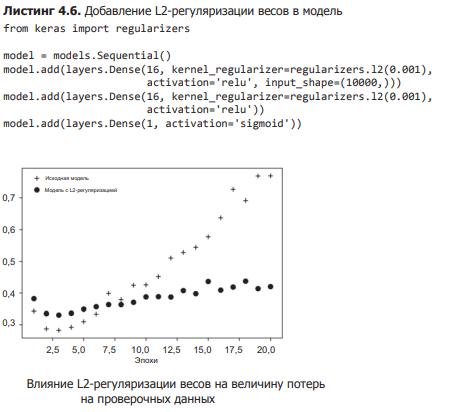 Листинг 4.6. Добавление L2-регуляризации весов в модель
from keras import regularizers
model = models.Sequential()
model.add(layers.Dense(16, kernel_regularizer=regularizers.l2(0.001),
activation='relu', input_shape=(10000,)))
model.add(layers.Dense(16, kernel_regularizer=regularizers.l2(0.001),
activation='relu'))
model.add(layers.Dense(1, activation='sigmoid'))
Исходная модель
Модель с L2-регуляризацией
0,7
0,6
0,5
0,4
0,3
2,5 5,0 7,5 10,0 12,5 15,0 17,5 20,0
Эпохи
Влияние L2-регуляризации весов на величину потерь
на проверочных данных